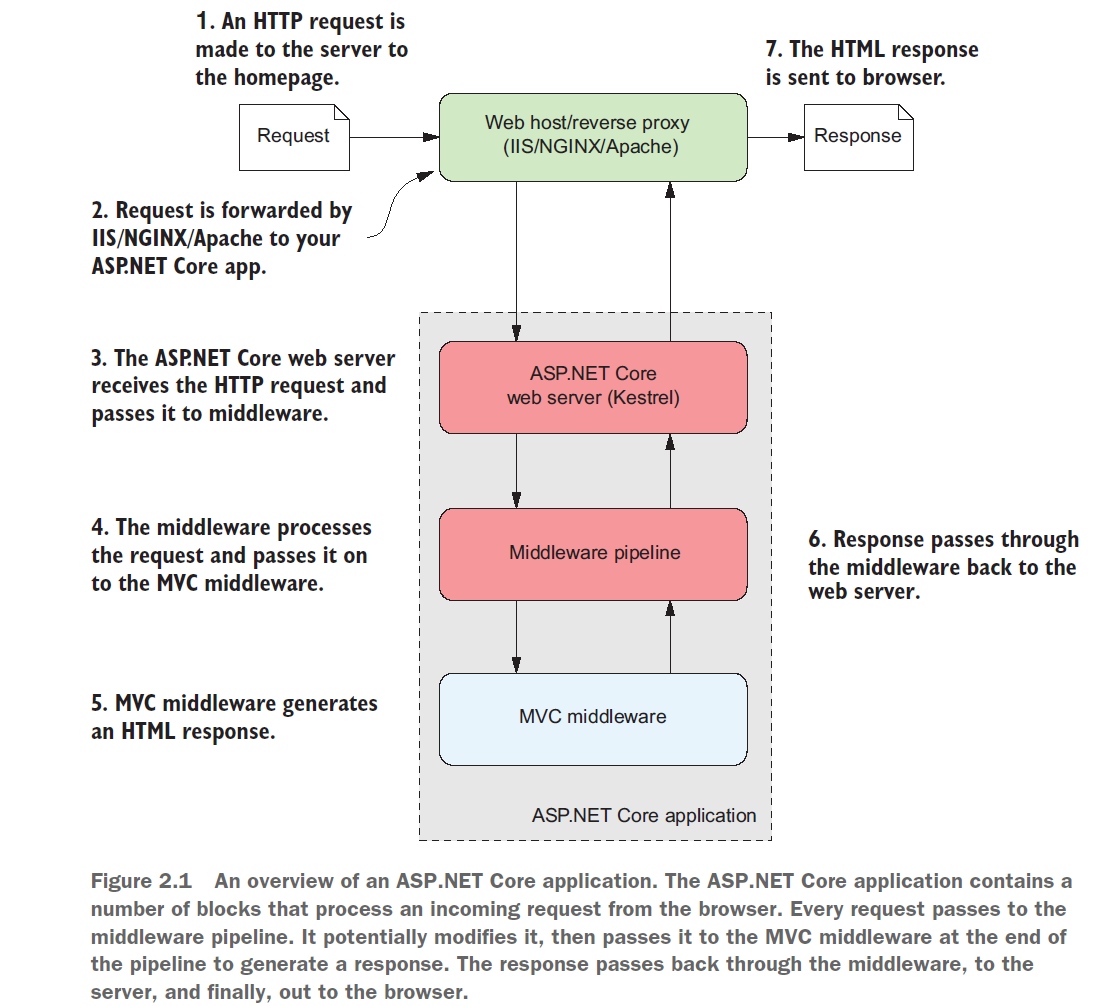 1. An HTTP request is
made to the server to
the homepage.
7. The HTML response
is sent to browser.
Request
Web host/reverse proxy
(IIS/NGINX/Apache)
Response
2. Request is forwarded by
IIS/NGINX/Apache to your
ASP.NET Core app.
3. The ASP.NET Core web server
receives the HTTP request and
passes it to middleware.
ASP.NET Core
web server (Kestrel)
4. The middleware processes
the request and passes it on
to the MVC middleware.
Middleware pipeline
6. Response passes through
the middleware back to the
web server.
5. MVC middleware generates
an HTML response.
MVC middleware
ASP.NET Core application
Figure 2.1 An overview of an ASP.NET Core application. The ASP.NET Core application contains a
number of blocks that process an incoming request from the browser. Every request passes to the
middleware pipeline. It potentially modifies it, then passes it to the MVC middleware at the end of
the pipeline to generate a response. The response passes back through the middleware, to the
server, and finally, out to the browser.